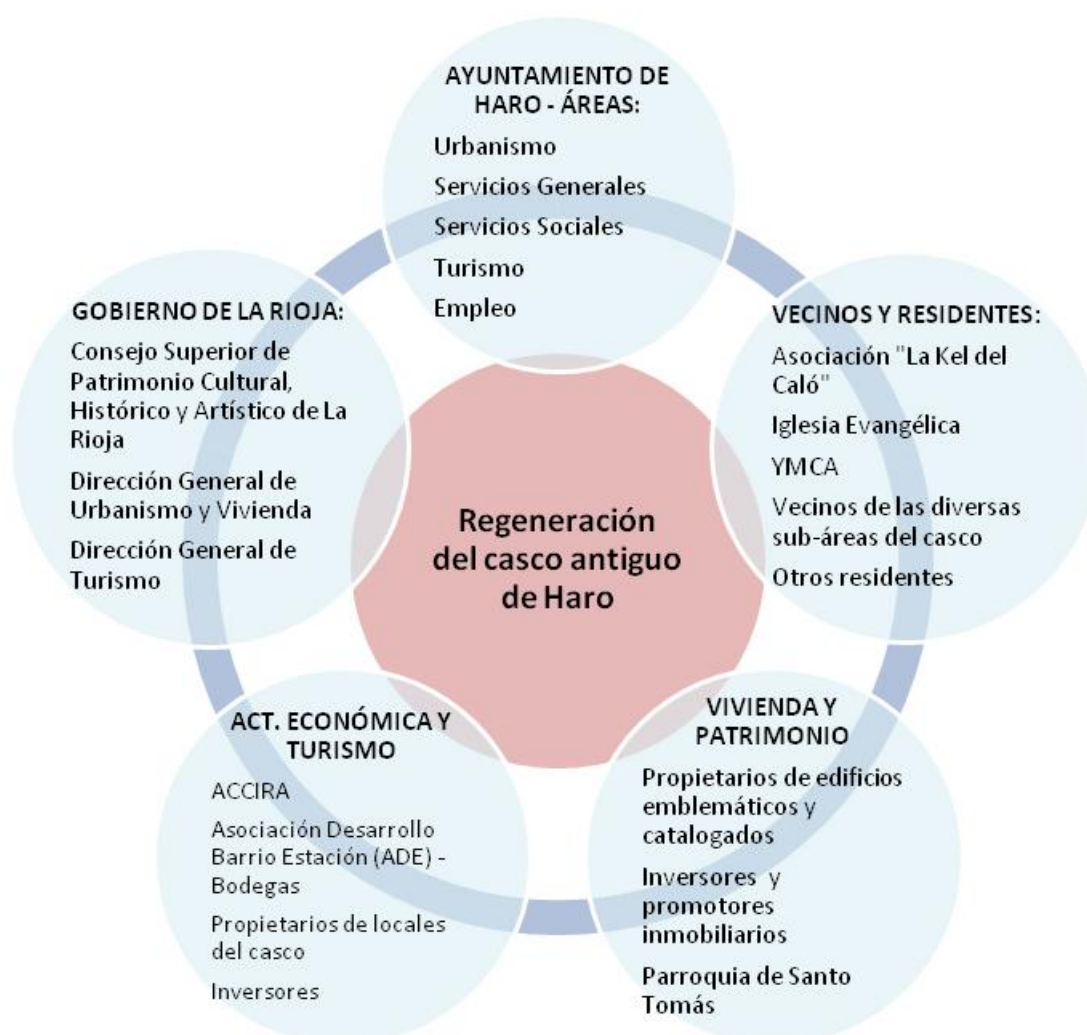 AYUNTAMIENTO DE
HARO - ÁREAS:
Urbanismo
Servicios Generales
Servicios Sociales
Turismo
Empleo
VECINOS Y RESIDENTES:
Asociación "La Kel del
Caló"
Iglesia Evangélica
YMCA
Vecinos de las diversas
sub-áreas del casco
Otros residentes
VIVIENDA Y
PATRIMONIO
Propietarios de edificios
emblemáticos y
catalogados
Inversores y
promotores
inmobiliarios
Parroquia de Santo
Tomás
ACT. ECONÓMICA Y
TURISMO
ACCIRA
Asociación Desarrollo
Barrio Estación (ADE) -
Bodegas
Propietarios de locales
del casco
Inversores
GOBIERNO DE LA RIOJA:
Consejo Superior de
Patrimonio Cultural,
Histórico y Artístico de La
Rioja
Dirección General de
Urbanismo y Vivienda
Dirección General de
Turismo
Regeneración
del casco antiguo
de Haro